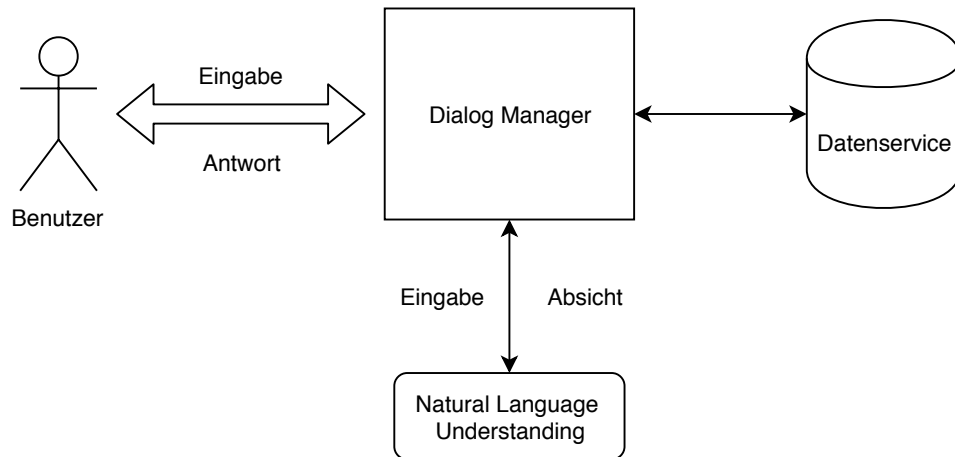 Eingabe
Antwort
Benutzer
Dialog Manager
Datenservice
Eingabe
Absicht
Natural Language
Understanding